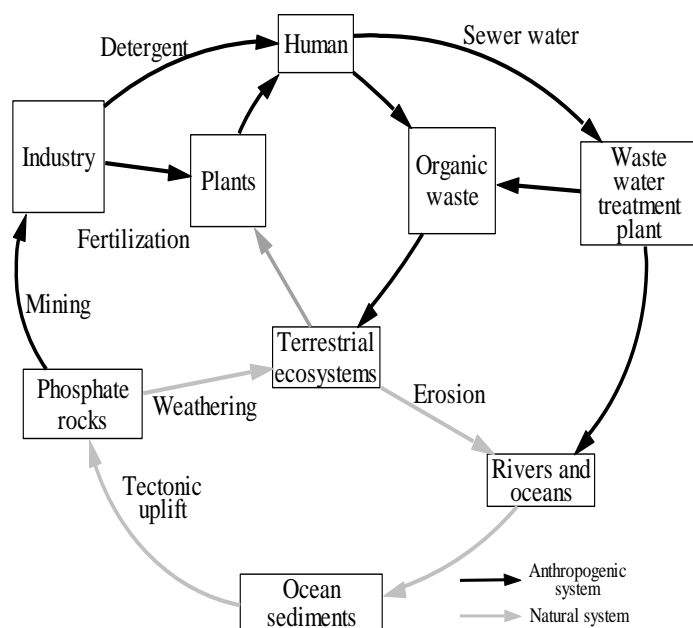 Detergent
Human
Sewer water
Industry
Plants
Organic
waste
Waste
water
treatment
plant
Fertilization
Mining
Terrestrial
ecosystems
Phosphate
rocks
Weathering
Erosion
Rivers and
oceans
Tectonic
uplift
Ocean
sediments
Anthropogenic
system
Natural system